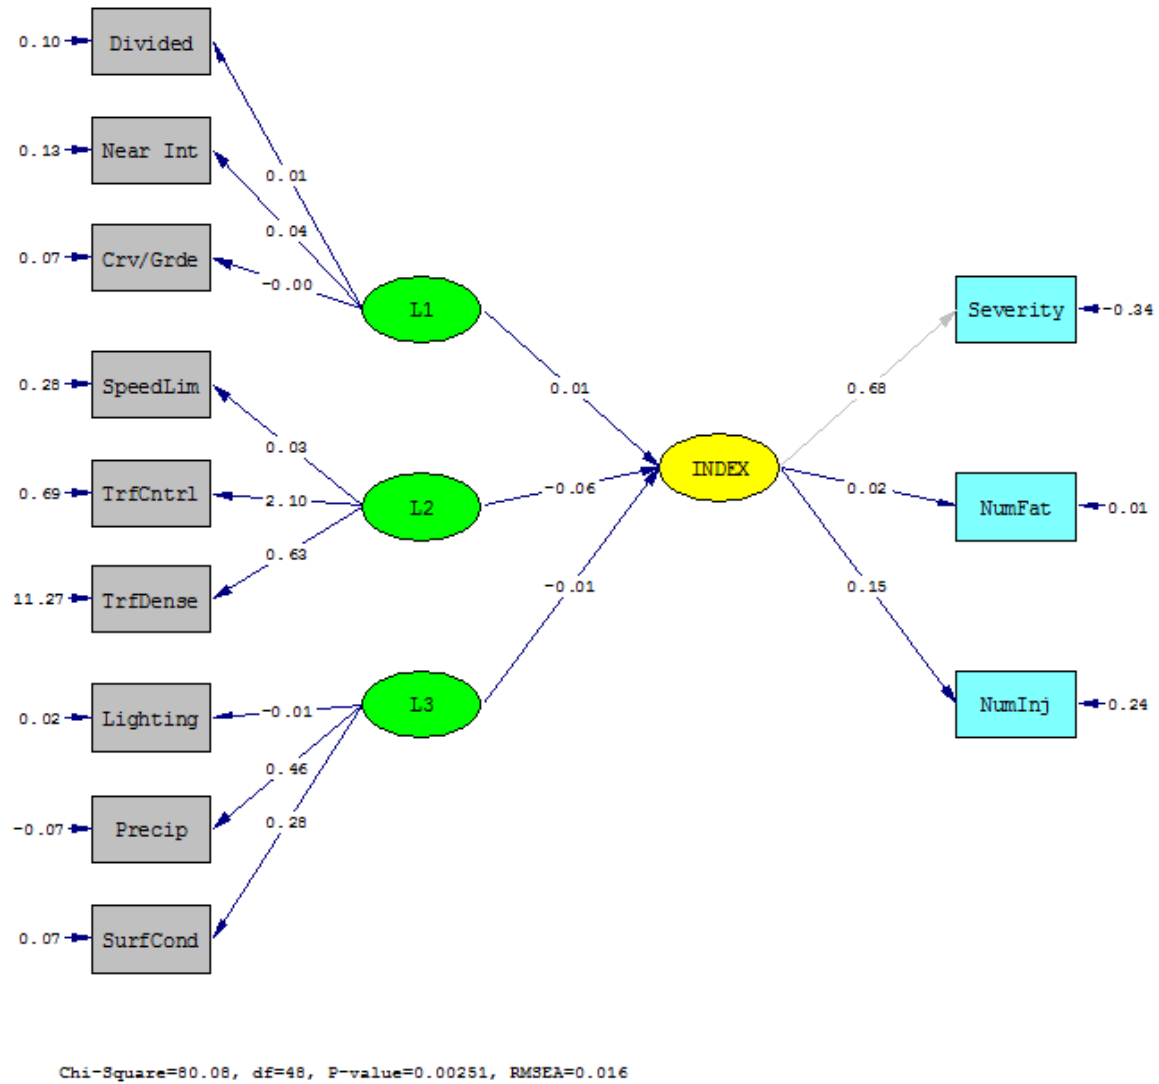 0.10 Divided
0.13 Near Int
0.01
0.04
0.07 Crv/Grde
-0.00
L1
Severity -0.34
0.28 SpeedLim
0.01
0.68
0.03
INDEX
0.69 TrfCntrl
2.10
L2
-0.06
0.02
NumFat 0.01
0.63
11.27 TrfDense
-0.01
0.15
0.02 Lighting
-0.01
L3
NumInj 0.24
0.46
-0.07 Precip
0.28
0.07 SurfCond
Chi-Square=80.08, df=48, P-value=0.00251, RMSEA=0.016